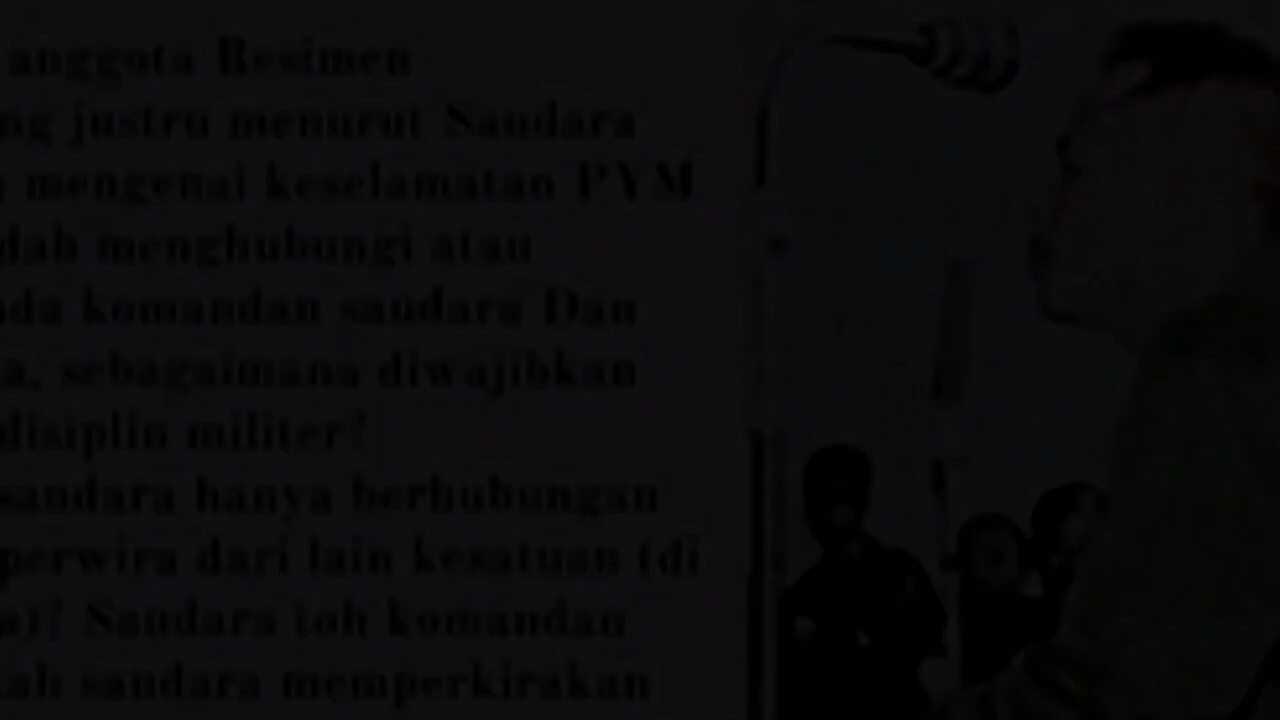 anggota Resimen
ng justru menurut Saudara
mengenai keselamatan PYM
dah menghubungi atau
da komandan saudara Dan
a, sebagaimana diwajibkan
disiplin militer?
saudara hanya berhubungan
perwira dari lain kesatuan (di
a)? Saudara toh komandan
kah saudara memperkirakan